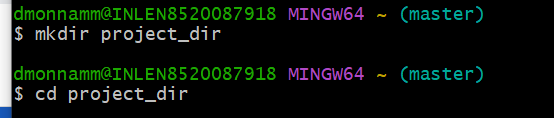 dmonnamm@INLEN8520087918 MINGW64 ~ (master)
$ mkdir project_dir
dmonnamm@INLEN8520087918 MINGW64 ~ (master)
$ cd project_dir